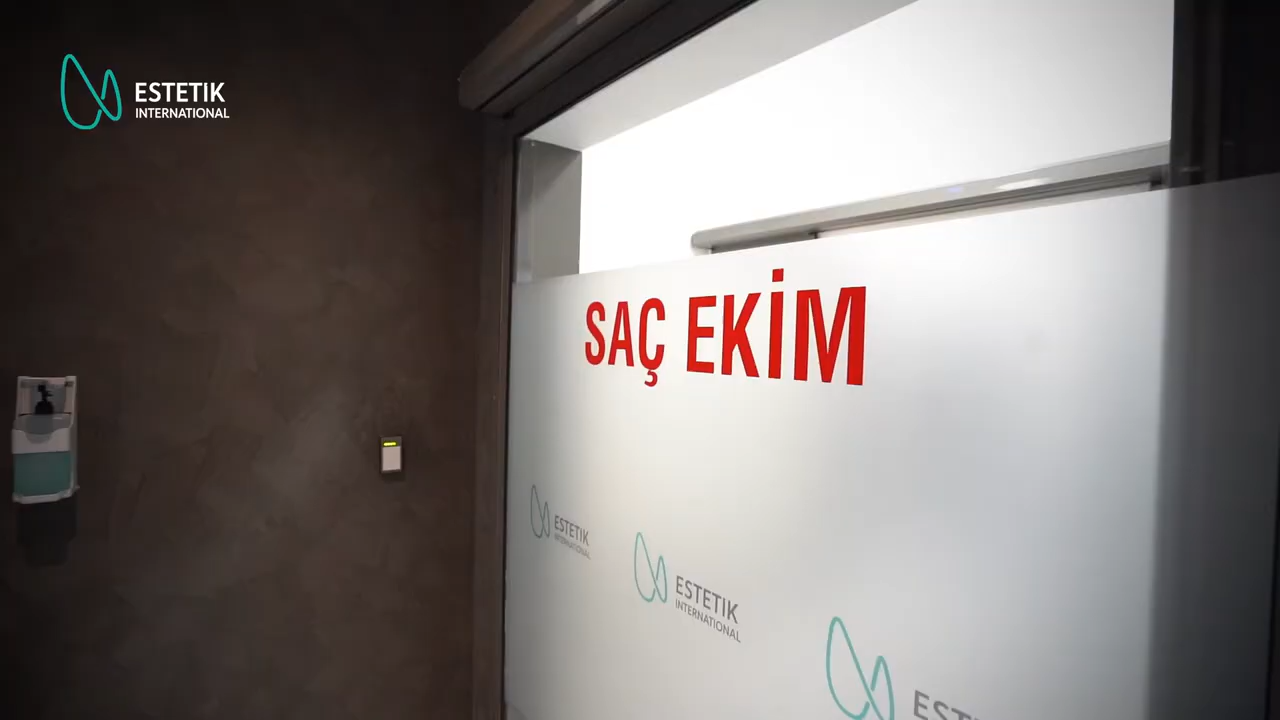 ESTETIK
INTERNATIONAL
SAÇ EKİM
ESTETIK
INTERNATIONAL
ESTETIK
INTERNATIONAL